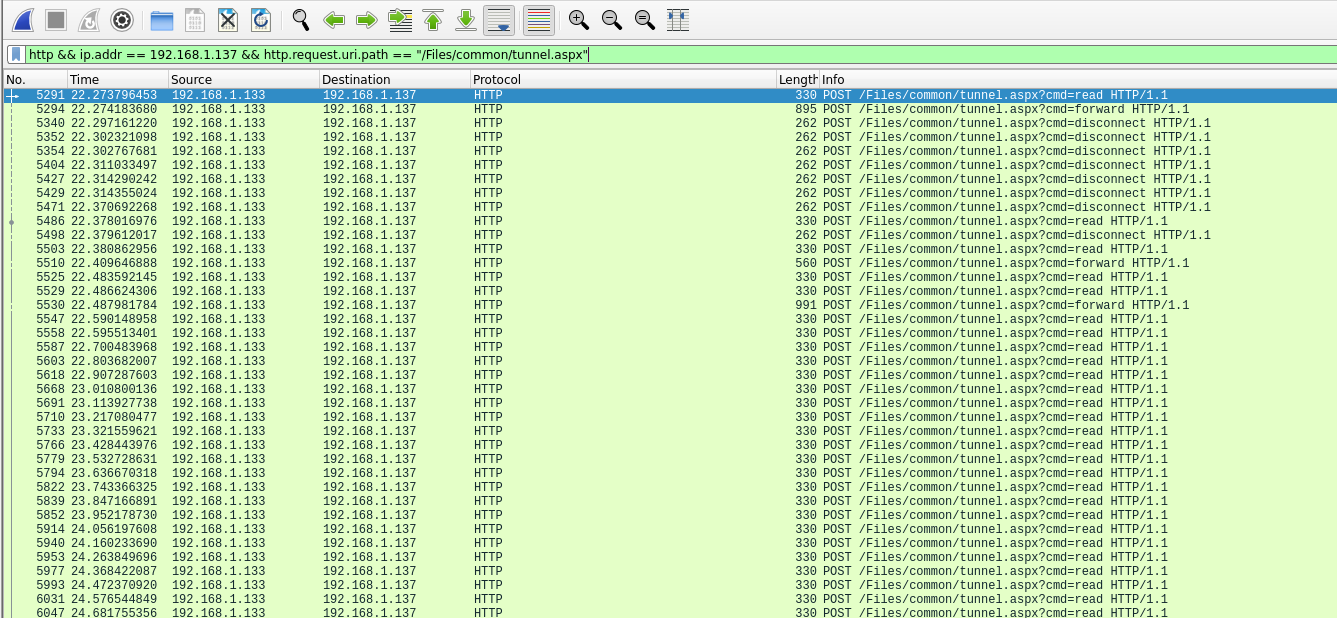 http && ip.addr == 192.168.1.137 && http.request.uri.path == "/Files/common/tunnel.aspx"
No. Time Source Destination Protocol Length Info
5291 22.273796453 192.168.1.133 192.168.1.137 HTTP 330 POST /Files/common/tunnel.aspx?cmd=read HTTP/1.1
5294 22.274183680 192.168.1.133 192.168.1.137 HTTP 895 POST /Files/common/tunnel.aspx?cmd=forward HTTP/1.1
5340 22.297161220 192.168.1.133 192.168.1.137 HTTP 262 POST /Files/common/tunnel.aspx?cmd=disconnect HTTP/1.1
5352 22.302321098 192.168.1.133 192.168.1.137 HTTP 262 POST /Files/common/tunnel.aspx?cmd=disconnect HTTP/1.1
5354 22.302767681 192.168.1.133 192.168.1.137 HTTP 262 POST /Files/common/tunnel.aspx?cmd=disconnect HTTP/1.1
5404 22.311033497 192.168.1.133 192.168.1.137 HTTP 262 POST /Files/common/tunnel.aspx?cmd=disconnect HTTP/1.1
5427 22.314290242 192.168.1.133 192.168.1.137 HTTP 262 POST /Files/common/tunnel.aspx?cmd=disconnect HTTP/1.1
5429 22.314355024 192.168.1.133 192.168.1.137 HTTP 262 POST /Files/common/tunnel.aspx?cmd=disconnect HTTP/1.1
5471 22.370692268 192.168.1.133 192.168.1.137 HTTP 262 POST /Files/common/tunnel.aspx?cmd=disconnect HTTP/1.1
5486 22.378016976 192.168.1.133 192.168.1.137 HTTP 330 POST /Files/common/tunnel.aspx?cmd=read HTTP/1.1
5498 22.379612017 192.168.1.133 192.168.1.137 HTTP 262 POST /Files/common/tunnel.aspx?cmd=disconnect HTTP/1.1
5503 22.380862956 192.168.1.133 192.168.1.137 HTTP 330 POST /Files/common/tunnel.aspx?cmd=read HTTP/1.1
5510 22.409646888 192.168.1.133 192.168.1.137 HTTP 560 POST /Files/common/tunnel.aspx?cmd=forward HTTP/1.1
5525 22.483592145 192.168.1.133 192.168.1.137 HTTP 330 POST /Files/common/tunnel.aspx?cmd=read HTTP/1.1
5529 22.486624306 192.168.1.133 192.168.1.137 HTTP 330 POST /Files/common/tunnel.aspx?cmd=read HTTP/1.1
5530 22.487981784 192.168.1.133 192.168.1.137 HTTP 991 POST /Files/common/tunnel.aspx?cmd=forward HTTP/1.1
5547 22.590148958 192.168.1.133 192.168.1.137 HTTP 330 POST /Files/common/tunnel.aspx?cmd=read HTTP/1.1
5558 22.595513401 192.168.1.133 192.168.1.137 HTTP 330 POST /Files/common/tunnel.aspx?cmd=read HTTP/1.1
5587 22.700483968 192.168.1.133 192.168.1.137 HTTP 330 POST /Files/common/tunnel.aspx?cmd=read HTTP/1.1
5603 22.803682007 192.168.1.133 192.168.1.137 HTTP 330 POST /Files/common/tunnel.aspx?cmd=read HTTP/1.1
5618 22.907287603 192.168.1.133 192.168.1.137 HTTP 330 POST /Files/common/tunnel.aspx?cmd=read HTTP/1.1
5668 23.010800136 192.168.1.133 192.168.1.137 HTTP 330 POST /Files/common/tunnel.aspx?cmd=read HTTP/1.1
5691 23.113927738 192.168.1.133 192.168.1.137 HTTP 330 POST /Files/common/tunnel.aspx?cmd=read HTTP/1.1
5710 23.217080477 192.168.1.133 192.168.1.137 HTTP 330 POST /Files/common/tunnel.aspx?cmd=read HTTP/1.1
5733 23.321559621 192.168.1.133 192.168.1.137 HTTP 330 POST /Files/common/tunnel.aspx?cmd=read HTTP/1.1
5766 23.428443976 192.168.1.133 192.168.1.137 HTTP 330 POST /Files/common/tunnel.aspx?cmd=read HTTP/1.1
5779 23.532728631 192.168.1.133 192.168.1.137 HTTP 330 POST /Files/common/tunnel.aspx?cmd=read HTTP/1.1
5794 23.636670318 192.168.1.133 192.168.1.137 HTTP 330 POST /Files/common/tunnel.aspx?cmd=read HTTP/1.1
5822 23.743366325 192.168.1.133 192.168.1.137 HTTP 330 POST /Files/common/tunnel.aspx?cmd=read HTTP/1.1
5839 23.847166891 192.168.1.133 192.168.1.137 HTTP 330 POST /Files/common/tunnel.aspx?cmd=read HTTP/1.1
5852 23.952178730 192.168.1.133 192.168.1.137 HTTP 330 POST /Files/common/tunnel.aspx?cmd=read HTTP/1.1
5914 24.056197608 192.168.1.133 192.168.1.137 HTTP 330 POST /Files/common/tunnel.aspx?cmd=read HTTP/1.1
5940 24.160233690 192.168.1.133 192.168.1.137 HTTP 330 POST /Files/common/tunnel.aspx?cmd=read HTTP/1.1
5953 24.263849696 192.168.1.133 192.168.1.137 HTTP 330 POST /Files/common/tunnel.aspx?cmd=read HTTP/1.1
5977 24.368422087 192.168.1.133 192.168.1.137 HTTP 330 POST /Files/common/tunnel.aspx?cmd=read HTTP/1.1
5993 24.472370920 192.168.1.133 192.168.1.137 HTTP 330 POST /Files/common/tunnel.aspx?cmd=read HTTP/1.1
6031 24.576544849 192.168.1.133 192.168.1.137 HTTP 330 POST /Files/common/tunnel.aspx?cmd=read HTTP/1.1
6047 24.681755356 192.168.1.133 192.168.1.137 HTTP 330 POST /Files/common/tunnel.aspx?cmd=read HTTP/1.1